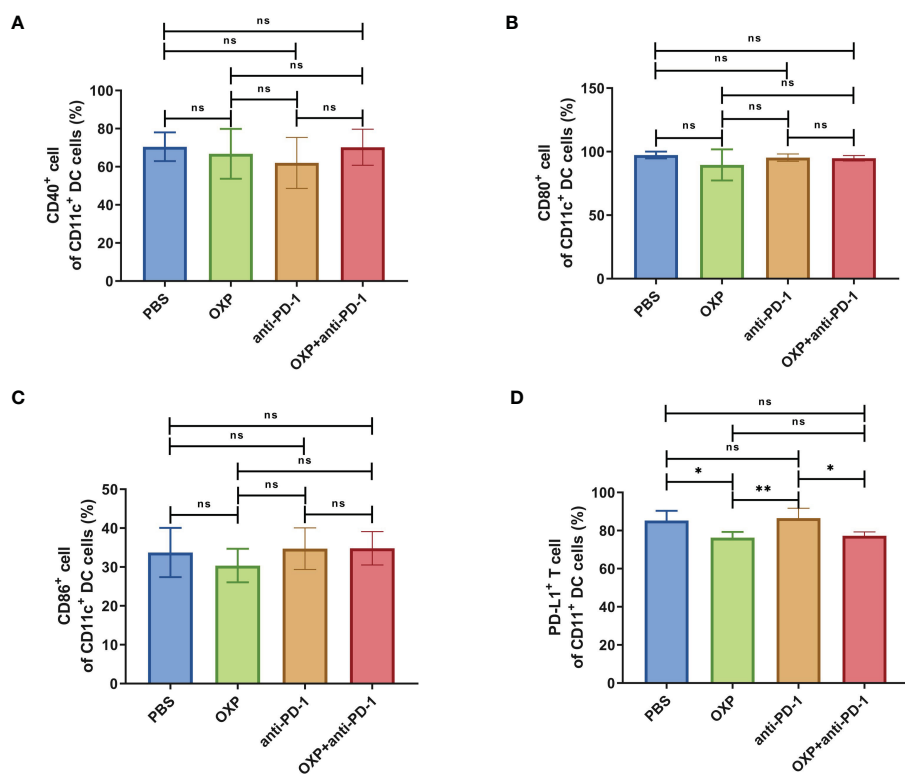 A
ns
ns
ns
ns
ns
ns
CD40+ cell
of CD11c+ DC cells (%)
100
80
60
40
20
0
PBS
OXP
anti-PD-1
OXP+anti-PD-1
B
ns
ns
ns
ns
ns
ns
CD80+ cell
of CD11c+ DC cells (%)
150
100
50
0
PBS
OXP
anti-PD-1
OXP+anti-PD-1
C
ns
ns
ns
ns
ns
ns
CD86+ cell
of CD11c+ DC cells (%)
50
40
30
20
10
0
PBS
OXP
anti-PD-1
OXP+anti-PD-1
D
ns
ns
ns
*
*
**
PD-L1+ T cell
of CD11+ DC cells (%)
100
80
60
40
20
0
PBS
OXP
anti-PD-1
OXP+anti-PD-1